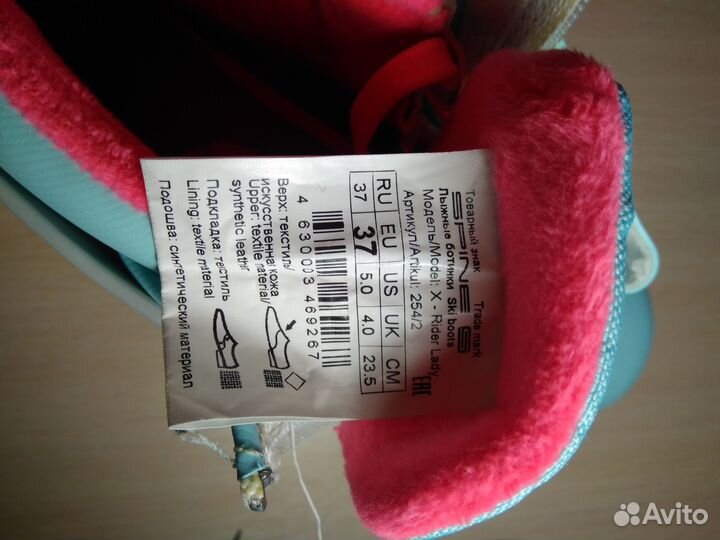 Товарный знак Trade mark
SPINE S
Лыжные ботинки Ski boots
Модель/Model: X - Rider Lady
Артикул/Artikul: 254/2
EAC
RU EU US UK CM
37 37 5.0 4.0 23.5
4 630003 469267
Верх: текстиль/
искусственная кожа
Upper: textile material/
synthetic leather
Подкладка: текстиль
Lining: textile material
Подошва: синтетический материал
Avito